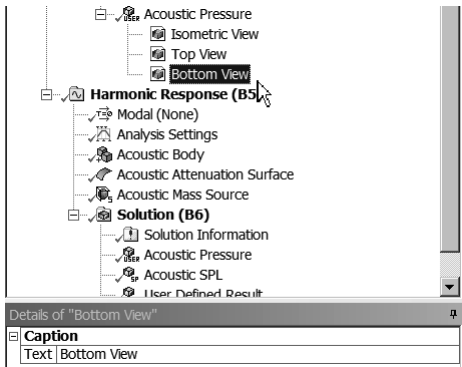 Acoustic Pressure
Isometric View
Top View
Bottom View
Harmonic Response (B5
Modal (None)
Analysis Settings
Acoustic Body
Acoustic Attenuation Surface
Acoustic Mass Source
Solution (B6)
Solution Information
Acoustic Pressure
Acoustic SPL
User Defined Result
Details of "Bottom View"
Caption
Text Bottom View